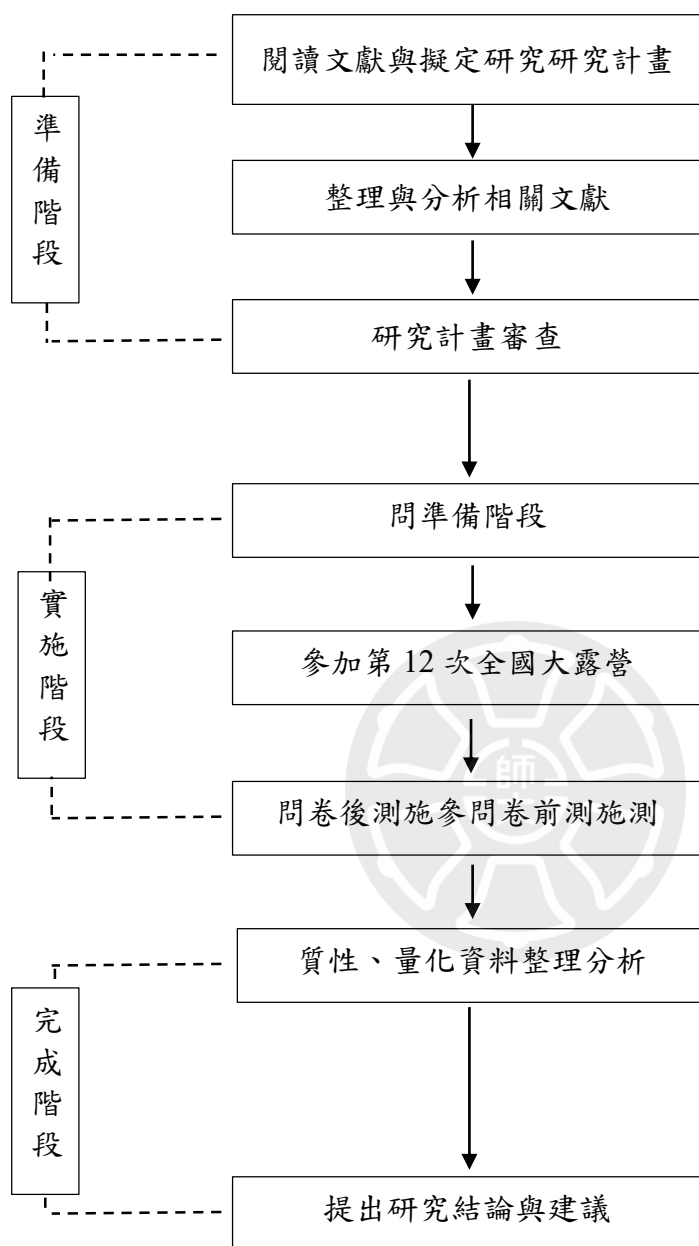 閱讀文獻與擬定研究研究計畫
準備階段
整理與分析相關文獻
研究計畫審查
問準備階段
實施階段
參加第 12 次全國大露營
問卷後測施參問卷前測施測
師
質性、量化資料整理分析
完成階段
提出研究結論與建議